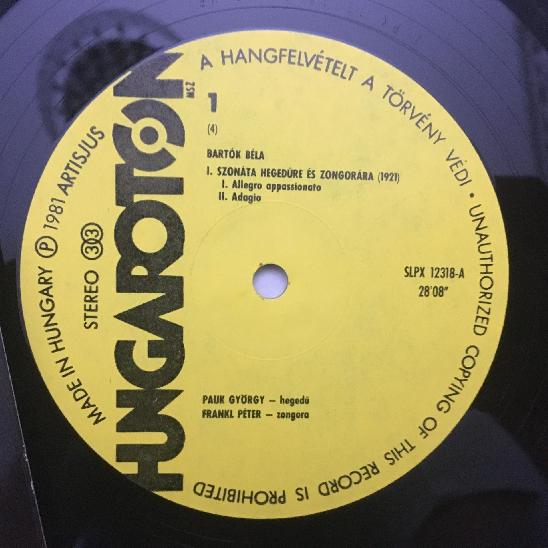 HUNGAROTON
A HANGFELVÉTELT A TÖRVÉNY VÉDI • UNAUTHORIZED COPYING OF THIS RECORD IS PROHIBITED
MADE IN HUNGARY Ⓟ 1981 ARTISJUS
STEREO 33
MSZ
1
(4)
BARTÓK BÉLA
I. SZONÁTA HEGEDŰRE ÉS ZONGORÁRA (1921)
I. Allegro appassionato
II. Adagio
SLPX 12318-A
28'08"
PAUK GYÖRGY – hegedű
FRANKL PÉTER – zongora